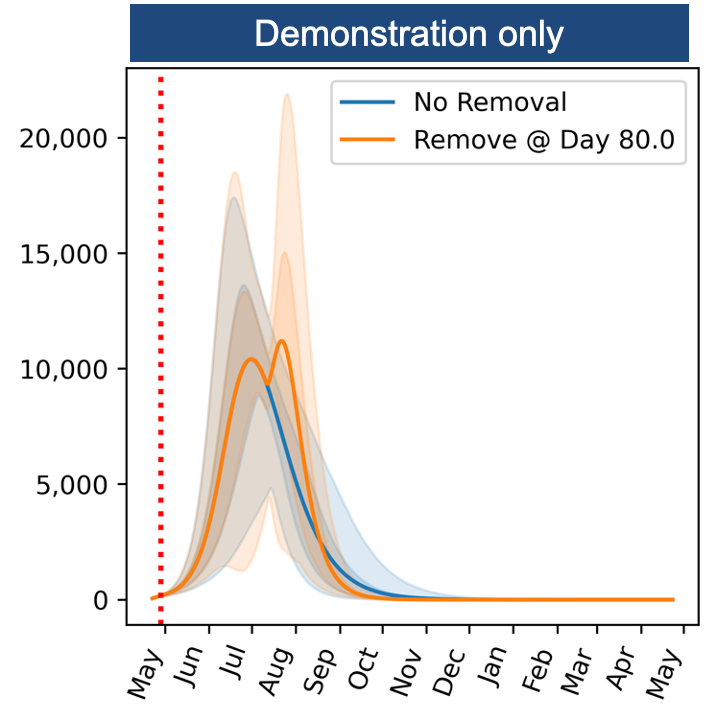 Demonstration only
No Removal
Remove @ Day 80.0
20,000
15,000
10,000
5,000
0
May
Jun
Jul
Aug
Sep
Oct
Nov
Dec
Jan
Feb
Mar
Apr
May